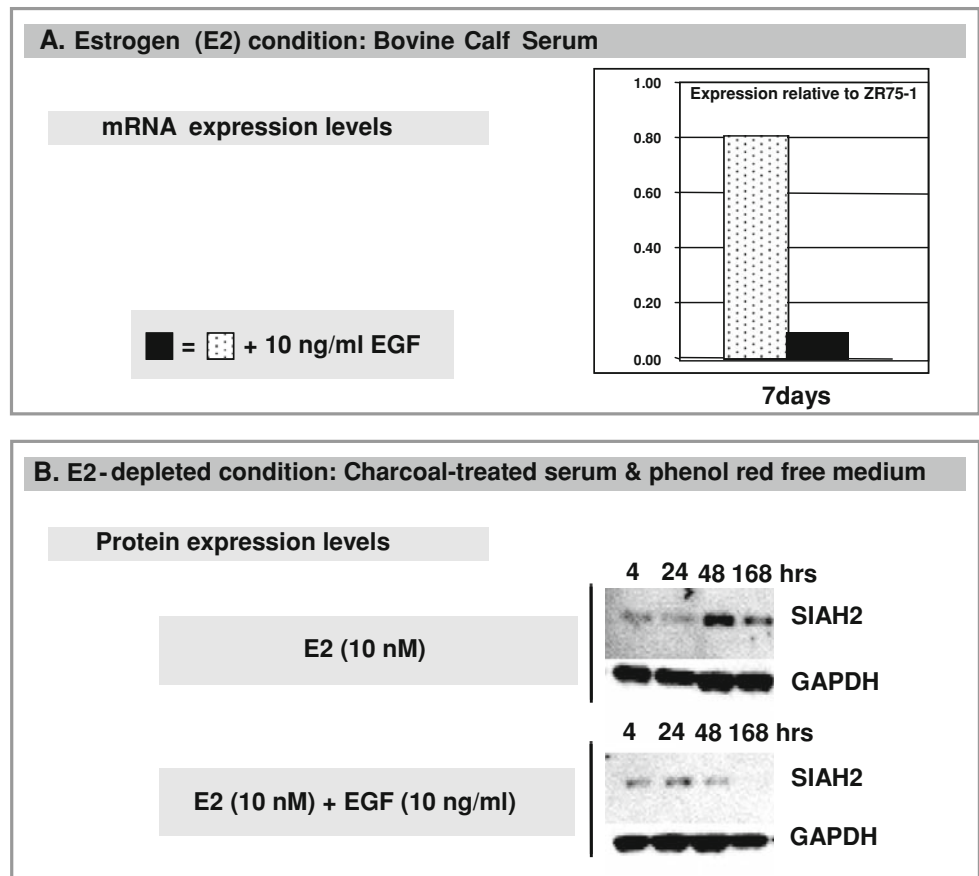 A. Estrogen (E2) condition: Bovine Calf Serum
mRNA expression levels
Expression relative to ZR75-1
1.00
0.80
0.60
0.40
0.20
0.00
7days
= + 10 ng/ml EGF
B. E2-depleted condition: Charcoal-treated serum & phenol red free medium
Protein expression levels
4 24 48 168 hrs
E2 (10 nM)
SIAH2
GAPDH
4 24 48 168 hrs
E2 (10 nM) + EGF (10 ng/ml)
SIAH2
GAPDH